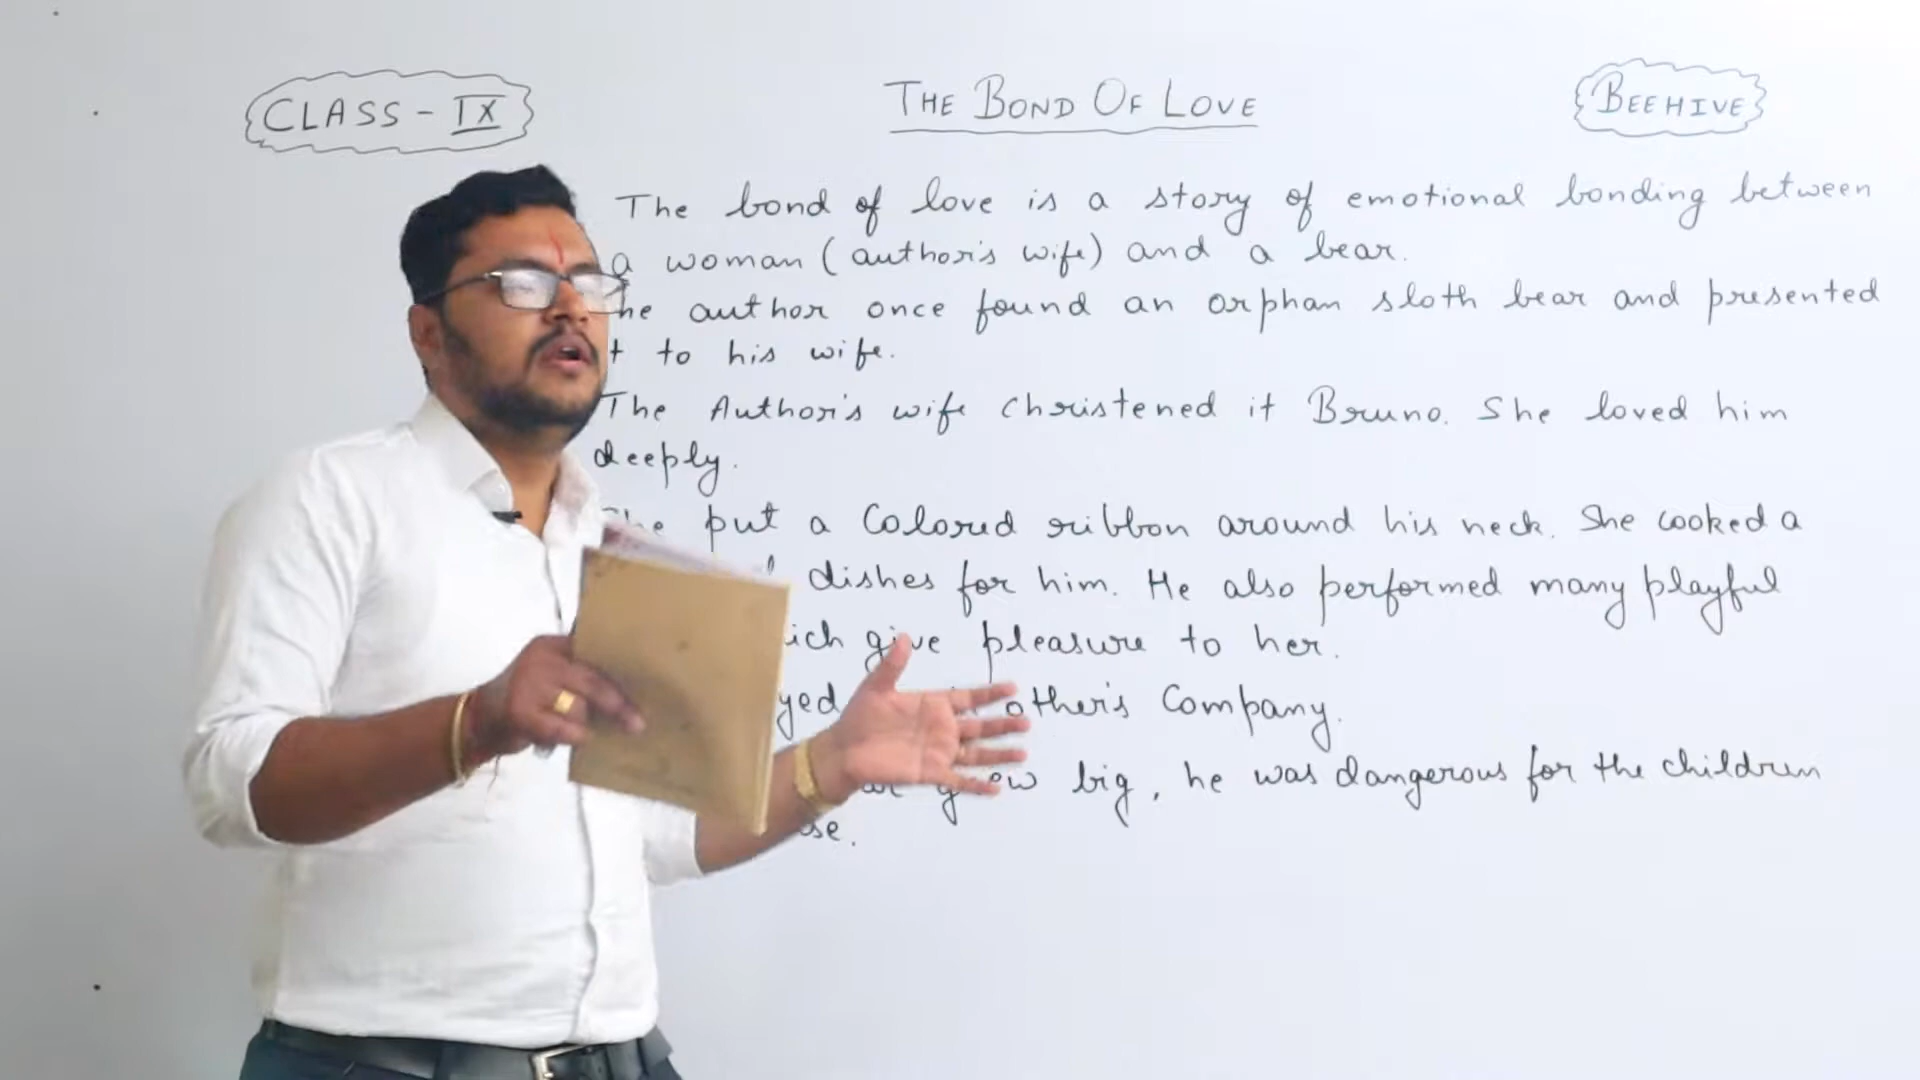 CLASS - IX
THE BOND OF LOVE
BEEHIVE
The bond of love is a story of emotional bonding between
a woman (author's wife) and a bear.
he author once found an orphan sloth bear and presented
t to his wife.
The Author's wife christened it Bruno. She loved him
deeply.
he put a Colored ribbon around his neck. She cooked a
dishes for him. He also performed many playful
ich give pleasure to her.
yed other's Company.
ew big, he was dangerous for the children
se.